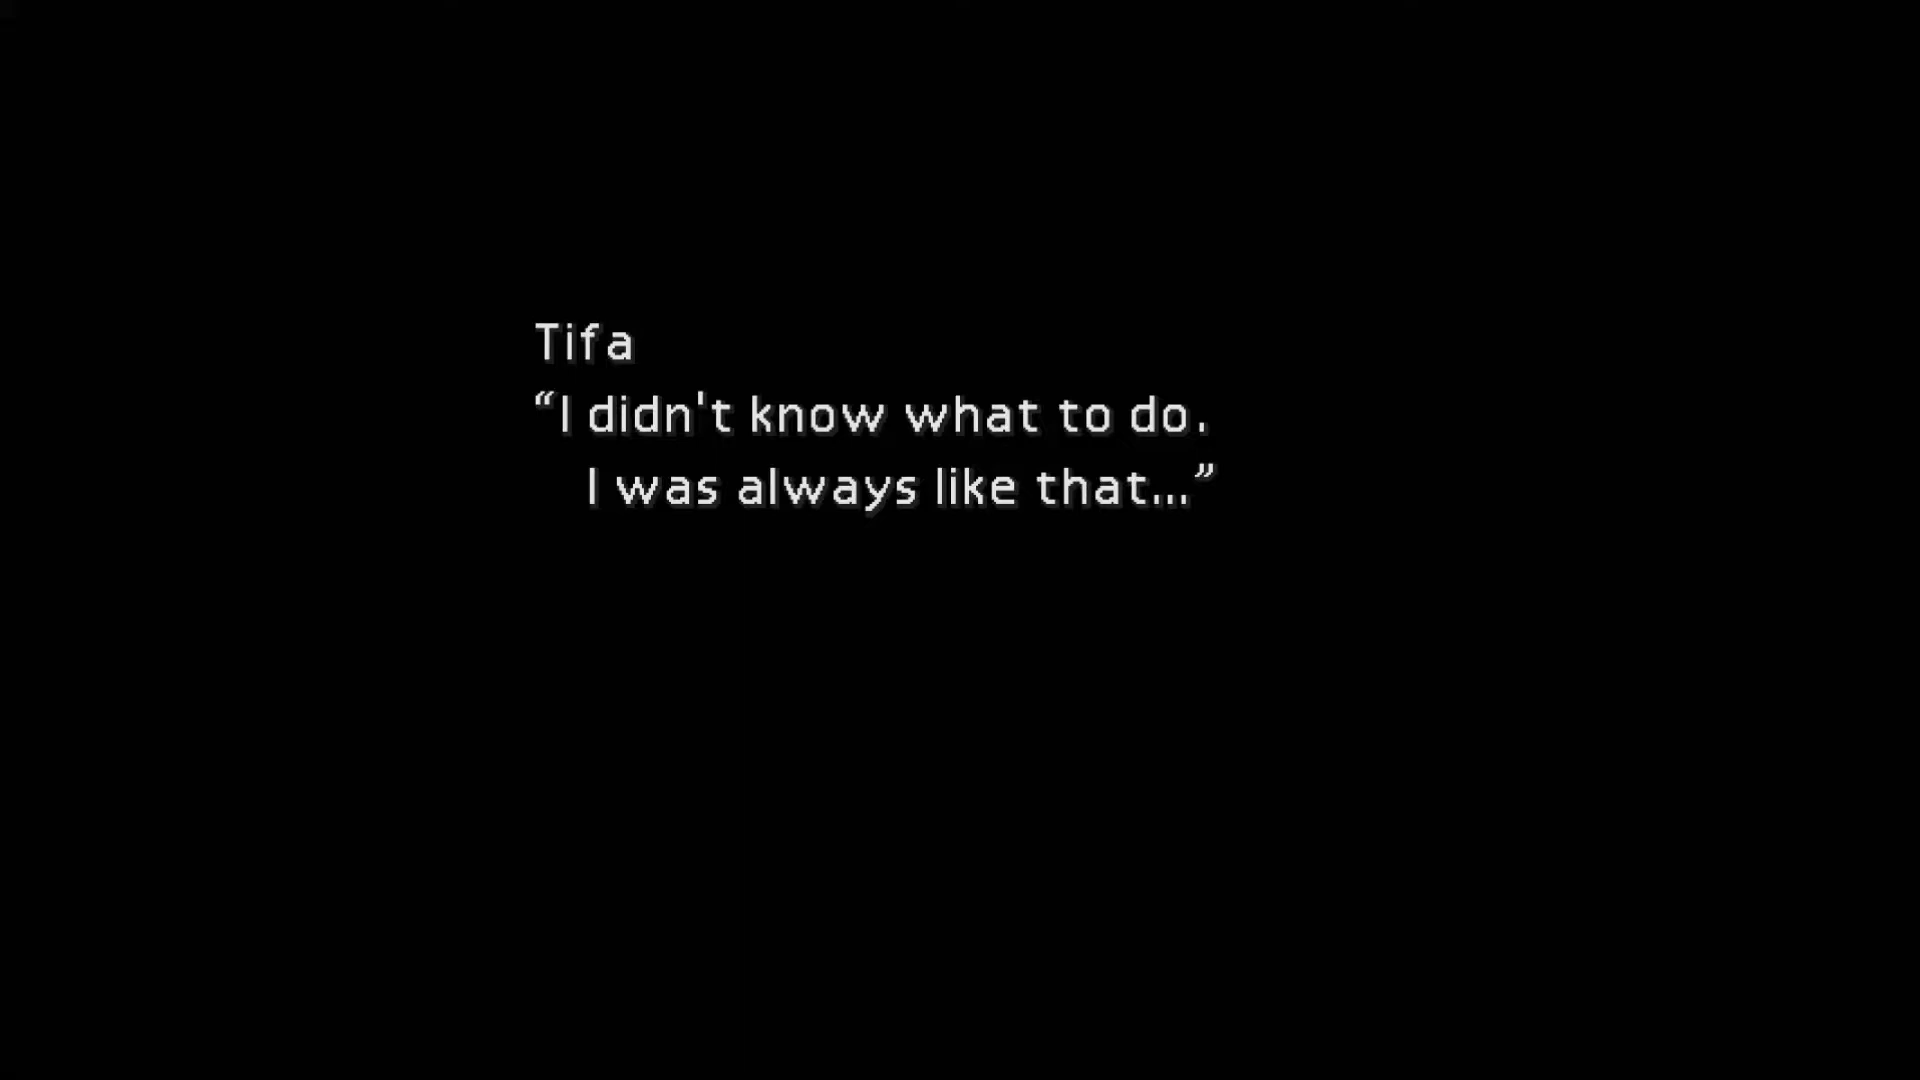 Tifa
“I didn't know what to do.
I was always like that...”